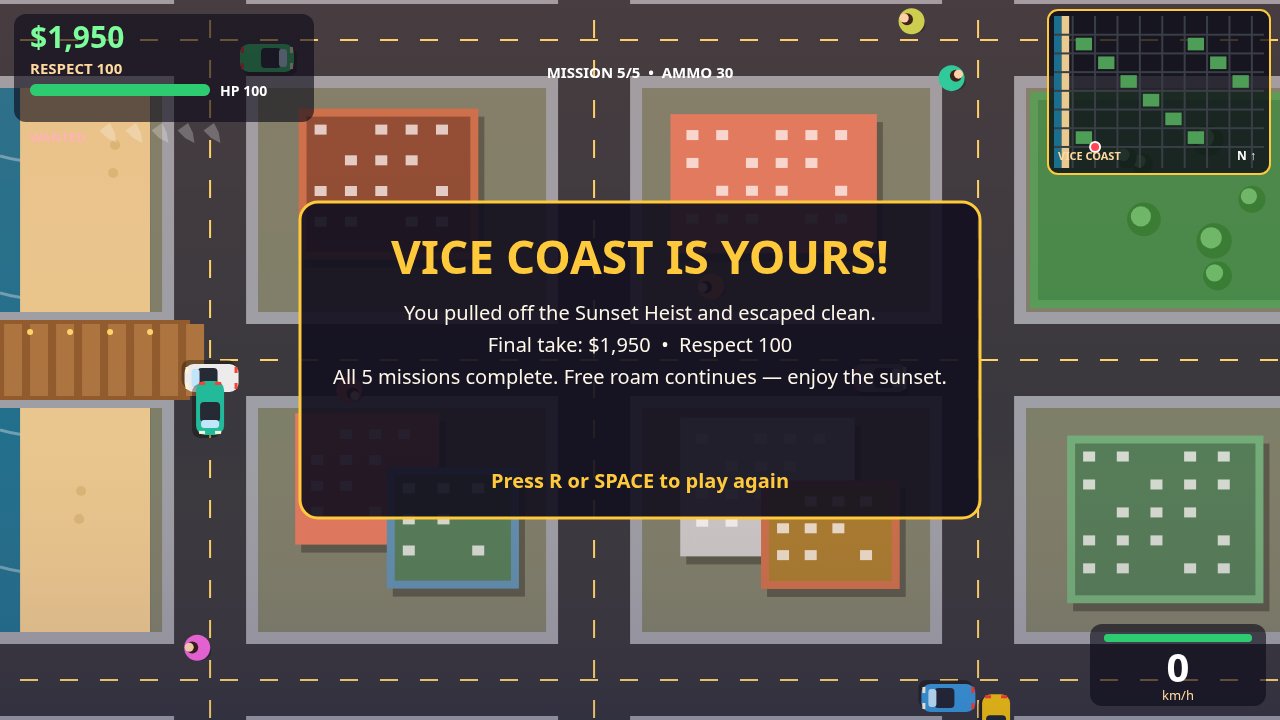 $1,950
RESPECT 100
HP 100
WANTED
MISSION 5/5 • AMMO 30
VICE COAST
N ↑
VICE COAST IS YOURS!
You pulled off the Sunset Heist and escaped clean.
Final take: $1,950 • Respect 100
All 5 missions complete. Free roam continues — enjoy the sunset.
Press R or SPACE to play again
0
km/h